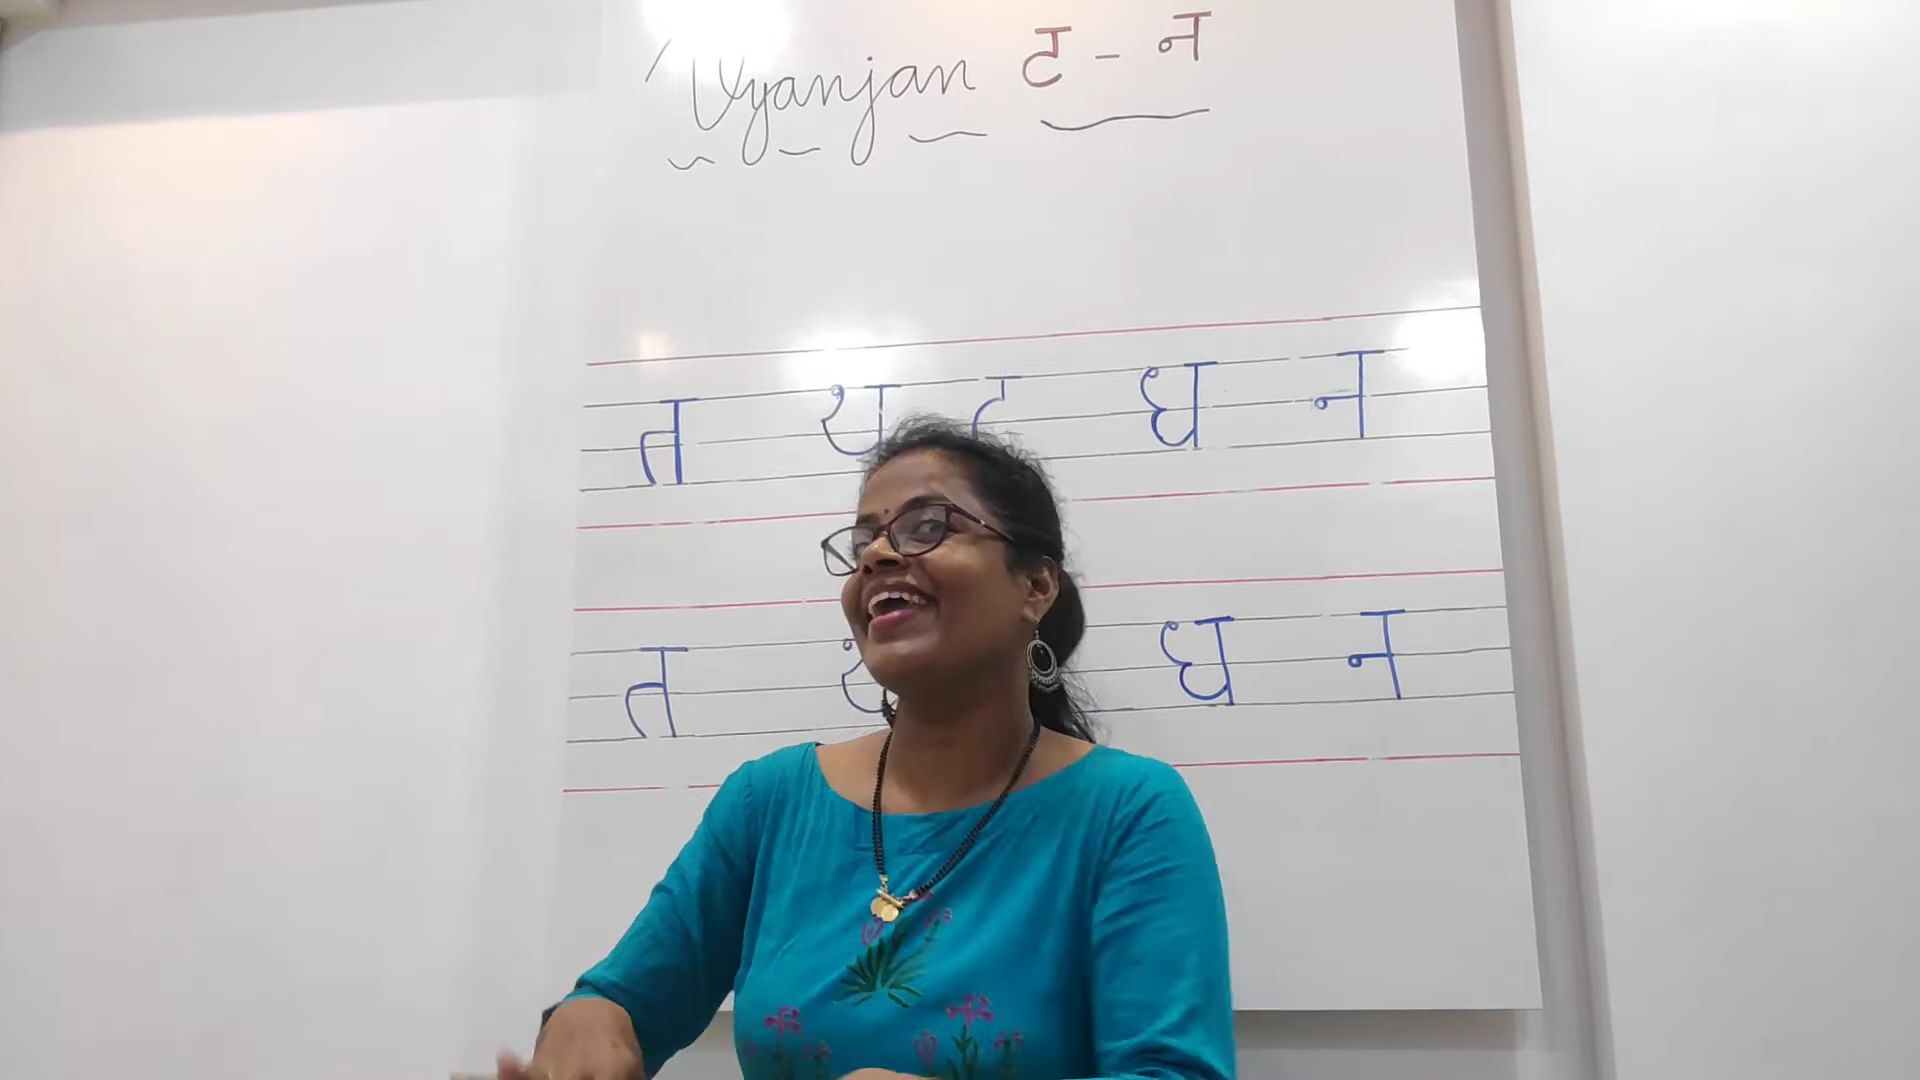 Vyanjan ट - न
त थ द ध न
त थ ध न